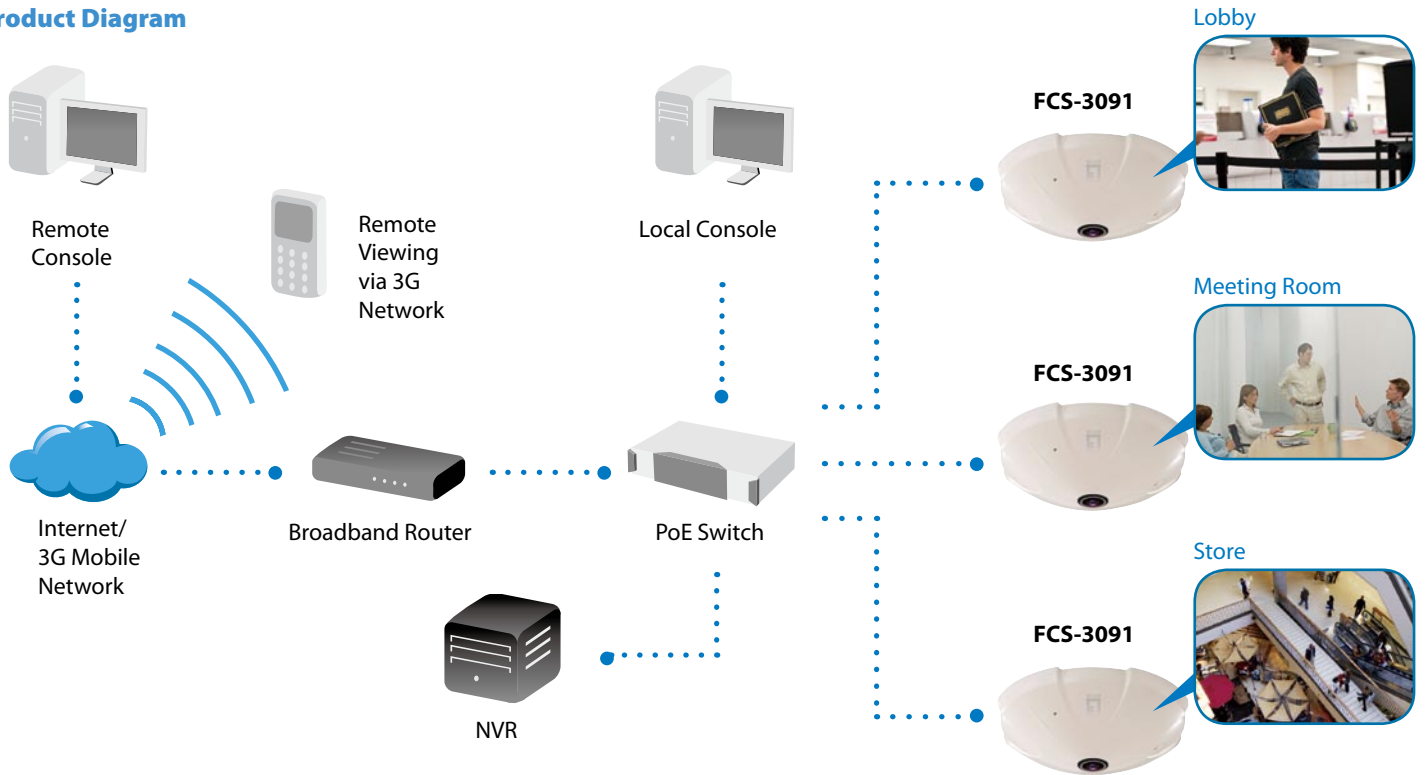 roduct Diagram
Lobby
FCS-3091
Remote
Console
Remote
Viewing
via 3G
Network
Local Console
Meeting Room
FCS-3091
Internet/
3G Mobile
Network
Broadband Router
PoE Switch
Store
FCS-3091
NVR